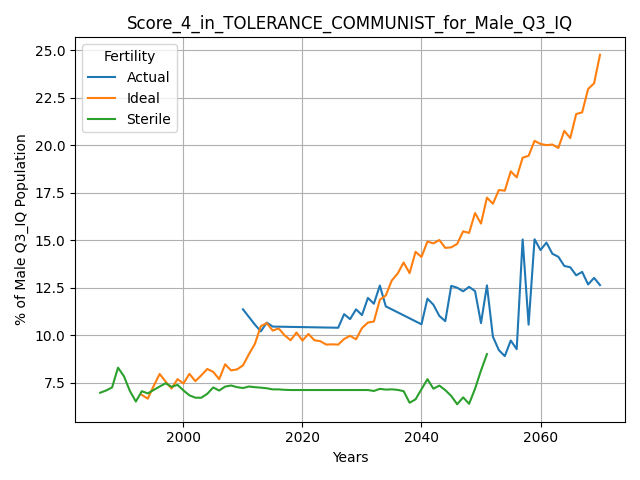 Score_4_in_TOLERANCE_COMMUNIST_for_Male_Q3_IQ
Fertility
Actual
Ideal
Sterile
% of Male Q3_IQ Population
25.0
22.5
20.0
17.5
15.0
12.5
10.0
7.5
2000
2020
2040
2060
Years